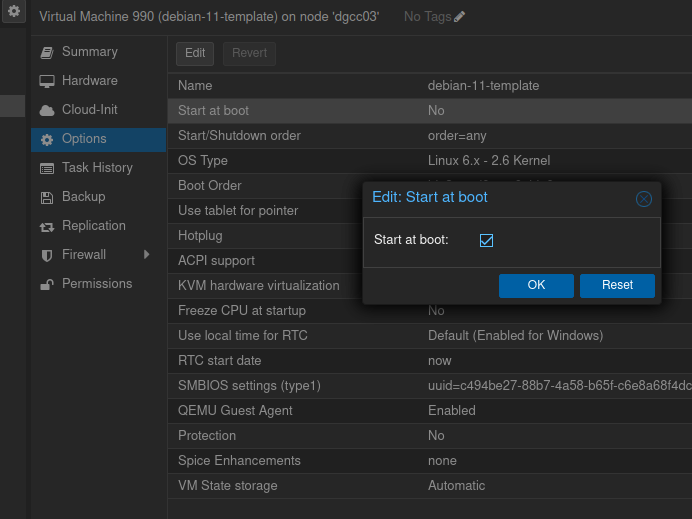 Virtual Machine 990 (debian-11-template) on node 'dgcc03' No Tags
Summary
Hardware
Cloud-Init
Options
Task History
Backup
Replication
Firewall
Permissions
Edit Revert
Name debian-11-template
Start at boot No
Start/Shutdown order order=any
OS Type Linux 6.x - 2.6 Kernel
Boot Order
Use tablet for pointer
Hotplug
ACPI support
KVM hardware virtualization
Freeze CPU at startup No
Use local time for RTC Default (Enabled for Windows)
RTC start date now
SMBIOS settings (type1) uuid=c494be27-88b7-4a58-b65f-c6e8a68f4dc
QEMU Guest Agent Enabled
Protection No
Spice Enhancements none
VM State storage Automatic
Edit: Start at boot
Start at boot:
OK Reset